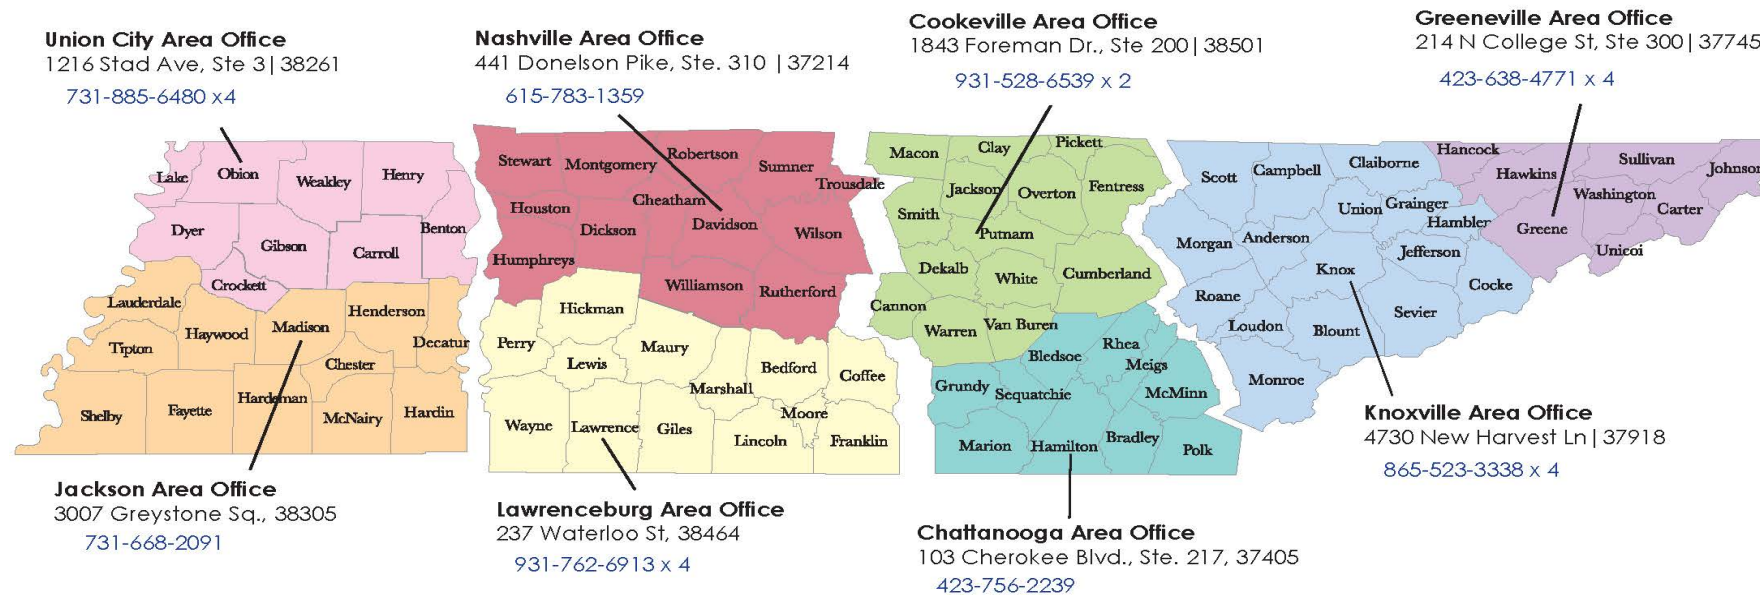 Union City Area Office
1216 Stad Ave, Ste 3|38261
731-885-6480 x4
Nashville Area Office
441 Donelson Pike, Ste. 310 |37214
615-783-1359
Cookeville Area Office
1843 Foreman Dr., Ste 200|38501
931-528-6539 x 2
Greeneville Area Office
214 N College St, Ste 300|37745
423-638-4771 x 4
Lake
Obion
Weakley
Henry
Dyer
Gibson
Carroll
Benton
Crockett
Lauderdale
Haywood
Madison
Henderson
Decatur
Tipton
Chester
Shelby
Fayette
Hardeman
McNairy
Hardin
Stewart
Montgomery
Robertson
Sumner
Trousdale
Houston
Cheatham
Dickson
Davidson
Wilson
Humphreys
Williamson
Rutherford
Hickman
Perry
Lewis
Maury
Marshall
Bedford
Coffee
Wayne
Lawrence
Giles
Moore
Lincoln
Franklin
Macon
Clay
Pickett
Jackson
Overton
Fentress
Smith
Putnam
Dekalb
White
Cumberland
Cannon
Warren
Van Buren
Bledsoe
Rhea
Meigs
Grundy
Sequatchie
McMinn
Marion
Hamilton
Bradley
Polk
Scott
Campbell
Claiborne
Union
Grainger
Hambler
Morgan
Anderson
Jefferson
Knox
Cocke
Roane
Loudon
Blount
Sevier
Monroe
Hancock
Hawkins
Sullivan
Johnson
Washington
Carter
Greene
Unicoi
Jackson Area Office
3007 Greystone Sq., 38305
731-668-2091
Lawrenceburg Area Office
237 Waterloo St, 38464
931-762-6913 x 4
Chattanooga Area Office
103 Cherokee Blvd., Ste. 217, 37405
423-756-2239
Knoxville Area Office
4730 New Harvest Ln|37918
865-523-3338 x 4